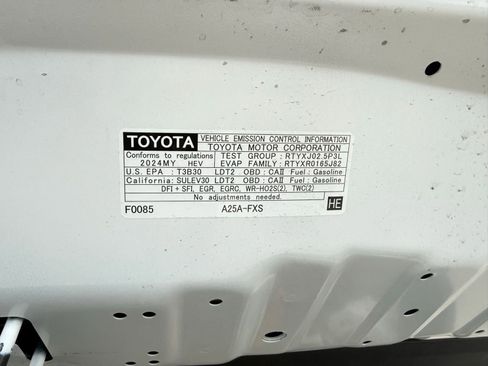 TOYOTA VEHICLE EMISSION CONTROL INFORMATION
TOYOTA MOTOR CORPORATION
Conforms to regulations TEST GROUP : RTYXJ02.5P3L
2024MY HEV EVAP FAMILY : RTYXR0165J82
U.S. EPA : T3B30 LDT2 OBD : CAⅡ Fuel : Gasoline
California: SULEV30 LDT2 OBD : CAⅡ Fuel : Gasoline
DFI + SFI, EGR, EGRC, WR-HO2S(2), TWC(2)
No adjustments needed.
F0085 A25A-FXS HE